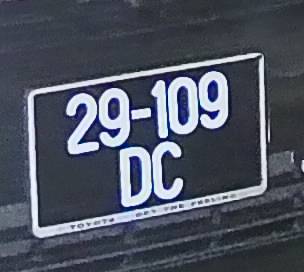 29-109
DC
TOYOTA GET THE FEELING